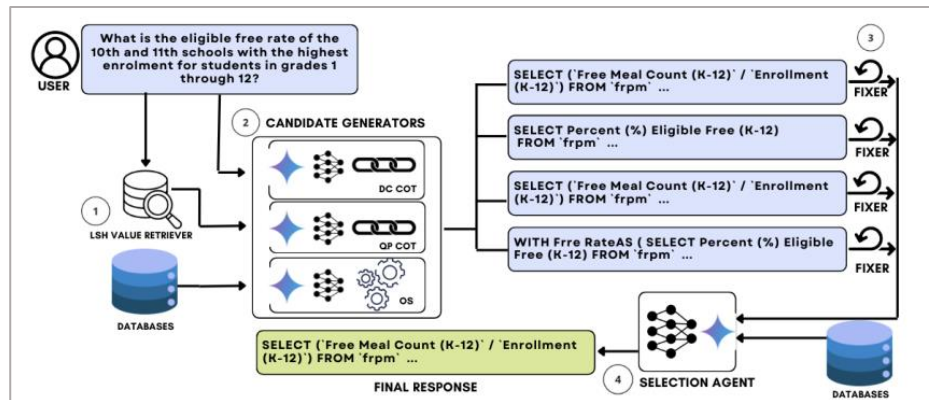 What is the eligible free rate of the
10th and 11th schools with the highest
enrolment for students in grades 1
through 12?
USER
1
LSH VALUE RETRIEVER
DATABASES
2
CANDIDATE GENERATORS
DC COT
QP COT
OS
SELECT (`Free Meal Count (K-12)` / `Enrollment
(K-12)`) FROM `frpm` ...
SELECT Percent (%) Eligible Free (K-12)
FROM `frpm` ...
SELECT (`Free Meal Count (K-12)` / `Enrollment
(K-12)`) FROM `frpm` ...
WITH Frre RateAS ( SELECT Percent (%) Eligible
Free (K-12) FROM `frpm` ...
3
FIXER
FIXER
FIXER
FIXER
SELECT (`Free Meal Count (K-12)` / `Enrollment
(K-12)`) FROM `frpm` ...
FINAL RESPONSE
4
SELECTION AGENT
DATABASES